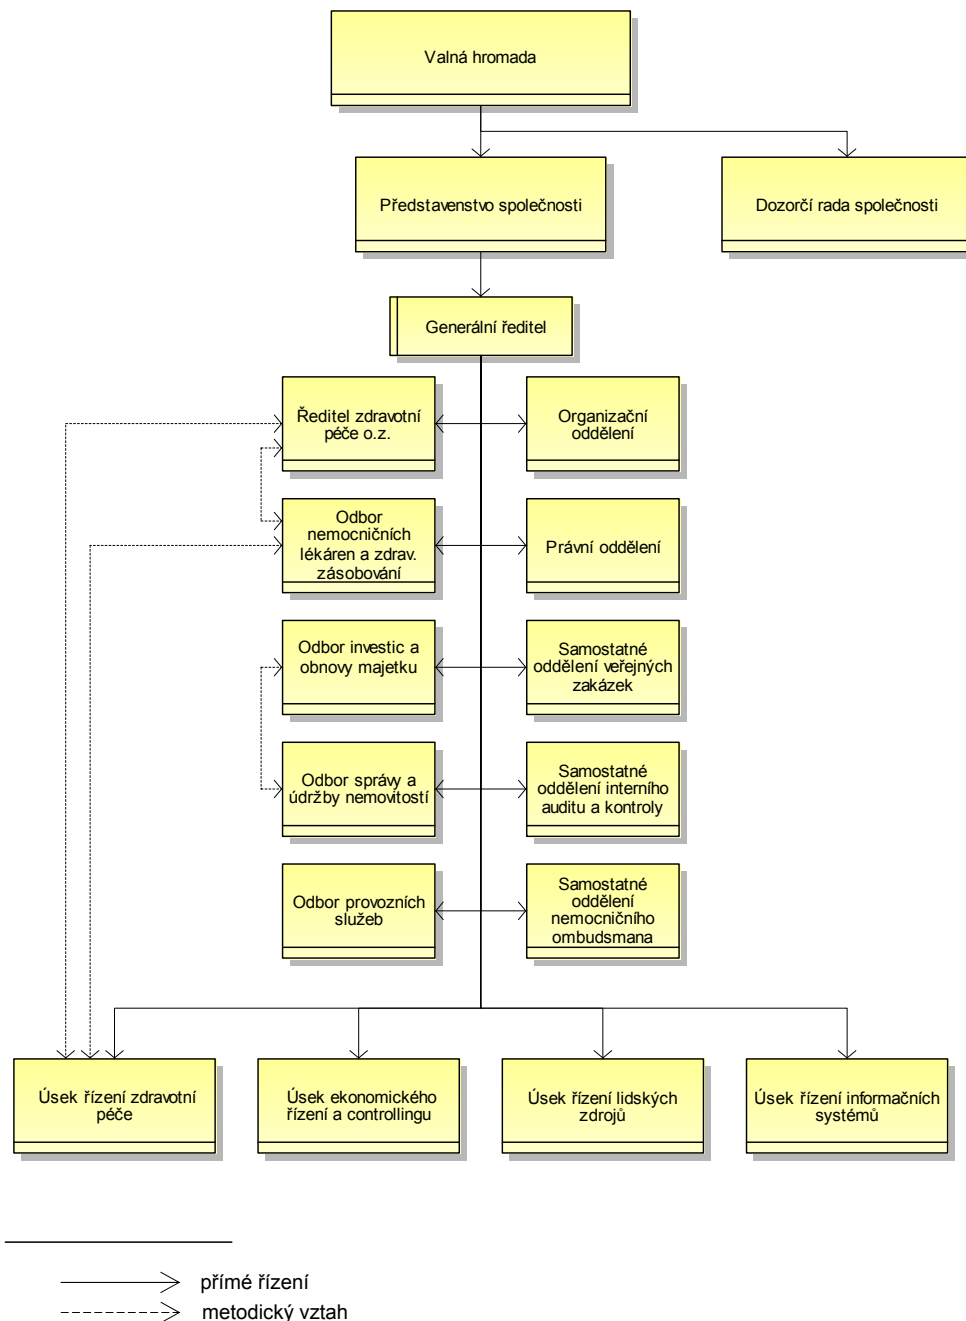 Valná hromada
Představenstvo společnosti
Dozorčí rada společnosti
Generální ředitel
Ředitel zdravotní
péče o.z.
Organizační
oddělení
Odbor
nemocničních
lékáren a zdrav.
zásobování
Právní oddělení
Odbor investic a
obnovy majetku
Samostatné
oddělení veřejných
zakázek
Odbor správy a
údržby nemovitostí
Samostatné
oddělení interního
auditu a kontroly
Odbor provozních
služeb
Samostatné
oddělení
nemocničního
ombudsmana
Úsek řízení zdravotní
péče
Úsek ekonomického
řízení a controllingu
Úsek řízení lidských
zdrojů
Úsek řízení informačních
systémů
přímé řízení
metodický vztah